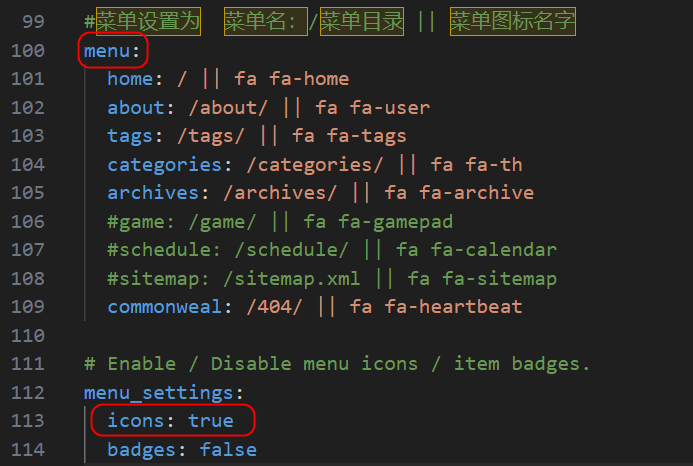 99 #菜单设置为  菜单名: /菜单目录 || 菜单图标名字
100 menu:
101   home: / || fa fa-home
102   about: /about/ || fa fa-user
103   tags: /tags/ || fa fa-tags
104   categories: /categories/ || fa fa-th
105   archives: /archives/ || fa fa-archive
106   #game: /game/ || fa fa-gamepad
107   #schedule: /schedule/ || fa fa-calendar
108   #sitemap: /sitemap.xml || fa fa-sitemap
109   commonweal: /404/ || fa fa-heartbeat
110
111 # Enable / Disable menu icons / item badges.
112 menu_settings:
113   icons: true
114   badges: false